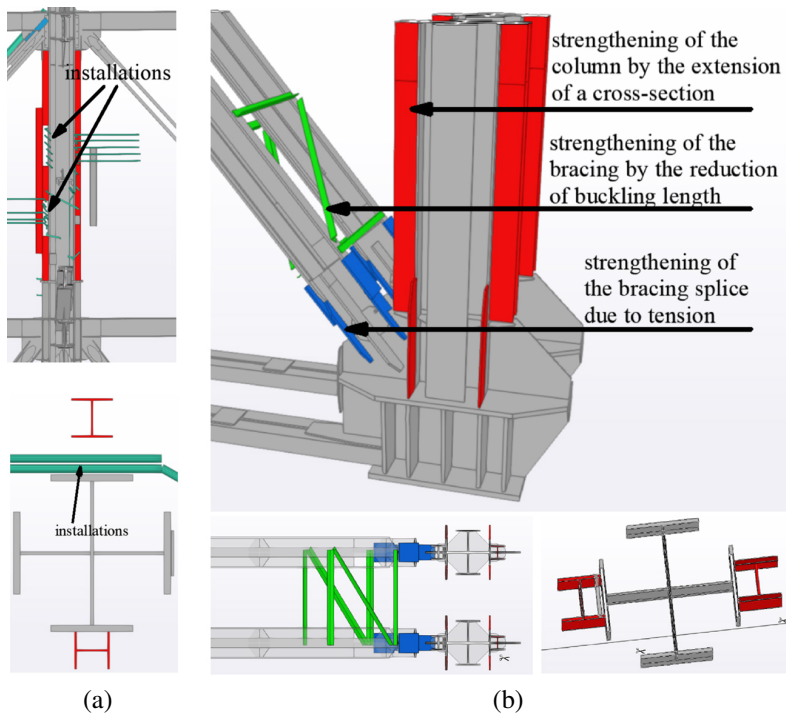 installations
strengthening of the
column by the extension
of a cross-section
strengthening of the
bracing by the reduction
of buckling length
strengthening of
the bracing splice
due to tension
installations
(a)
(b)